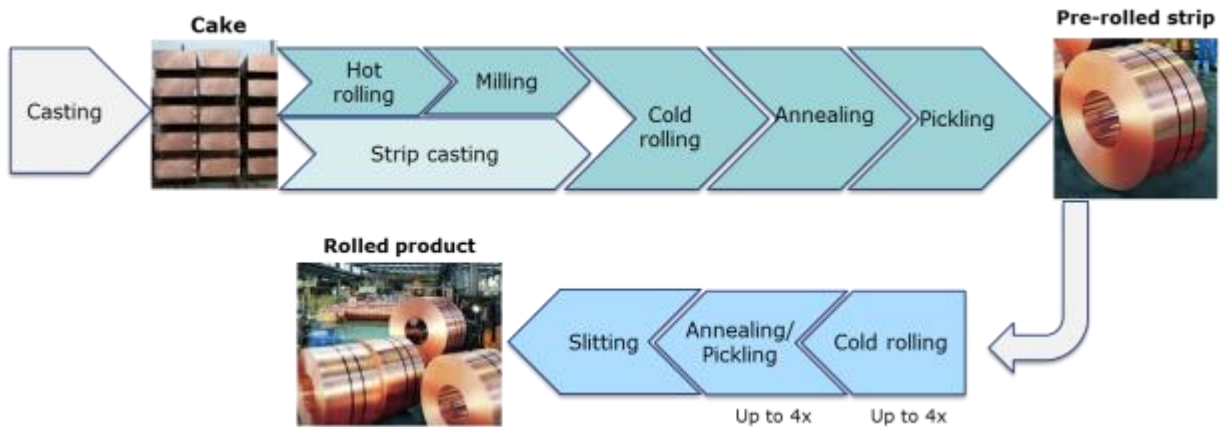 Cake
Pre-rolled strip
Casting
Hot
rolling
Milling
Strip casting
Cold
rolling
Annealing
Pickling
Rolled product
Slitting
Annealing/
Pickling
Cold rolling
Up to 4x
Up to 4x